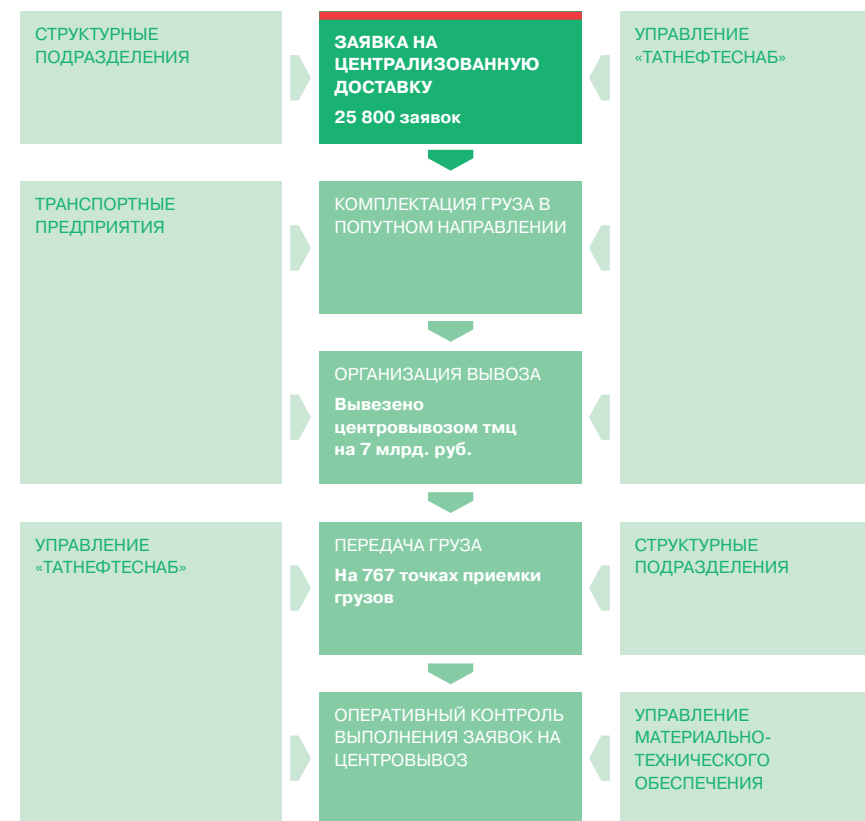 СТРУКТУРНЫЕ
ПОДРАЗДЕЛЕНИЯ
ЗАЯВКА НА
ЦЕНТРАЛИЗОВАННУЮ
ДОСТАВКУ
25 800 заявок
УПРАВЛЕНИЕ
«ТАТНЕФТЕСНАБ»
ТРАНСПОРТНЫЕ
ПРЕДПРИЯТИЯ
КОМПЛЕКТАЦИЯ ГРУЗА В
ПОПУТНОМ НАПРАВЛЕНИИ
ОРГАНИЗАЦИЯ ВЫВОЗА
Вывезено
центровывозом тмц
на 7 млрд. руб.
УПРАВЛЕНИЕ
«ТАТНЕФТЕСНАБ»
ПЕРЕДАЧА ГРУЗА
На 767 точках приемки
грузов
СТРУКТУРНЫЕ
ПОДРАЗДЕЛЕНИЯ
ОПЕРАТИВНЫЙ КОНТРОЛЬ
ВЫПОЛНЕНИЯ ЗАЯВОК НА
ЦЕНТРОВЫВОЗ
УПРАВЛЕНИЕ
МАТЕРИАЛЬНО-
ТЕХНИЧЕСКОГО
ОБЕСПЕЧЕНИЯ